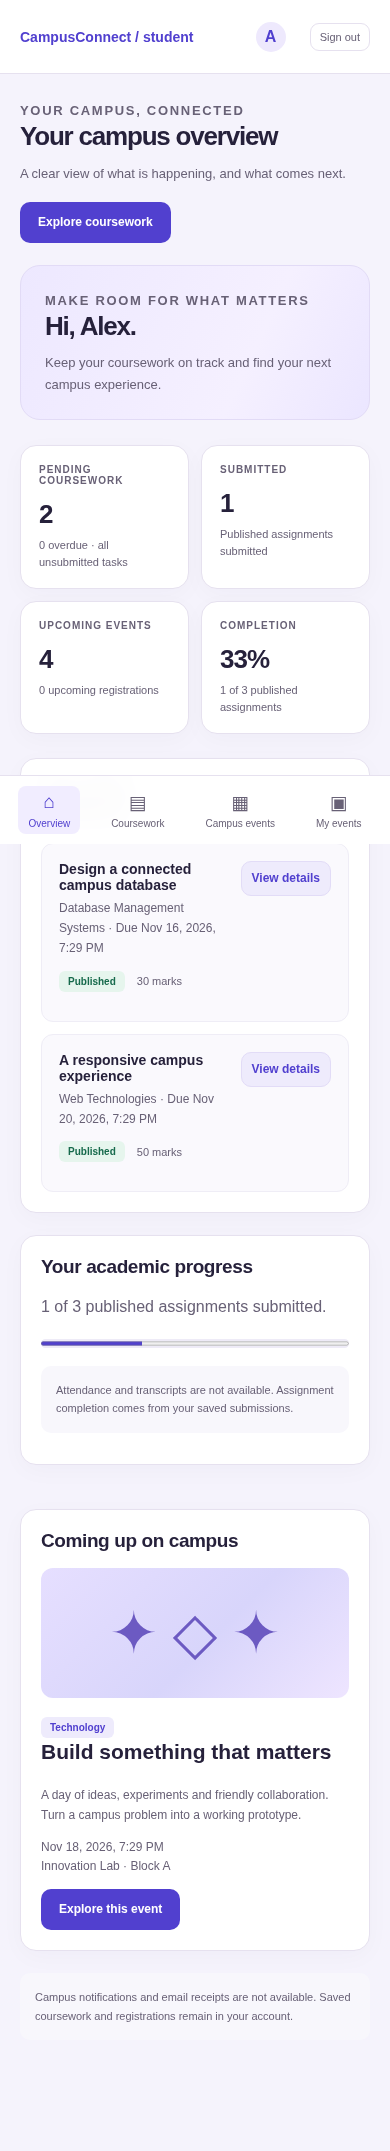 CampusConnect / student
A
Sign out
YOUR CAMPUS, CONNECTED
Your campus overview
A clear view of what is happening, and what comes next.
Explore coursework
MAKE ROOM FOR WHAT MATTERS
Hi, Alex.
Keep your coursework on track and find your next
campus experience.
PENDING
COURSEWORK
2
0 overdue · all
unsubmitted tasks
SUBMITTED
1
Published assignments
submitted
UPCOMING EVENTS
4
0 upcoming registrations
COMPLETION
33%
1 of 3 published
assignments
Overview
Coursework
Campus events
My events
Design a connected
campus database
View details
Database Management
Systems · Due Nov 16, 2026,
7:29 PM
Published
30 marks
A responsive campus
experience
View details
Web Technologies · Due Nov
20, 2026, 7:29 PM
Published
50 marks
Your academic progress
1 of 3 published assignments submitted.
Attendance and transcripts are not available. Assignment
completion comes from your saved submissions.
Coming up on campus
Technology
Build something that matters
A day of ideas, experiments and friendly collaboration.
Turn a campus problem into a working prototype.
Nov 18, 2026, 7:29 PM
Innovation Lab · Block A
Explore this event
Campus notifications and email receipts are not available. Saved
coursework and registrations remain in your account.